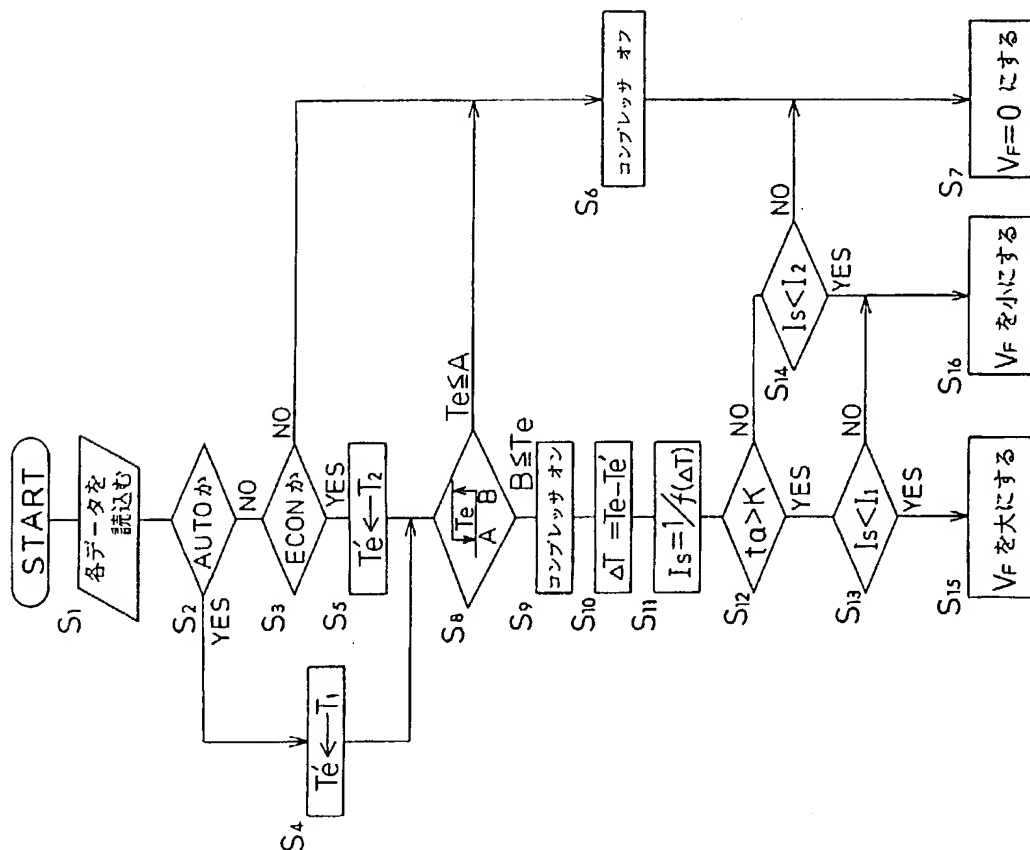 START
S1
各データを
読込む
S2
AUTOか
YES
NO
S3
ECONか
NO
YES
S4
Te'←T1
S5
Te'←T2
S8
Te
A B
Te≦A
B≦Te
S6
コンプレッサ オフ
S9
コンプレッサ オン
S10
ΔT=Te-Te'
S11
Is=1/f(ΔT)
S12
ta>K
NO
YES
S14
Is<I2
NO
YES
S13
Is<I1
NO
YES
S15
VFを大にする
S16
VFを小にする
S7
VF=0にする